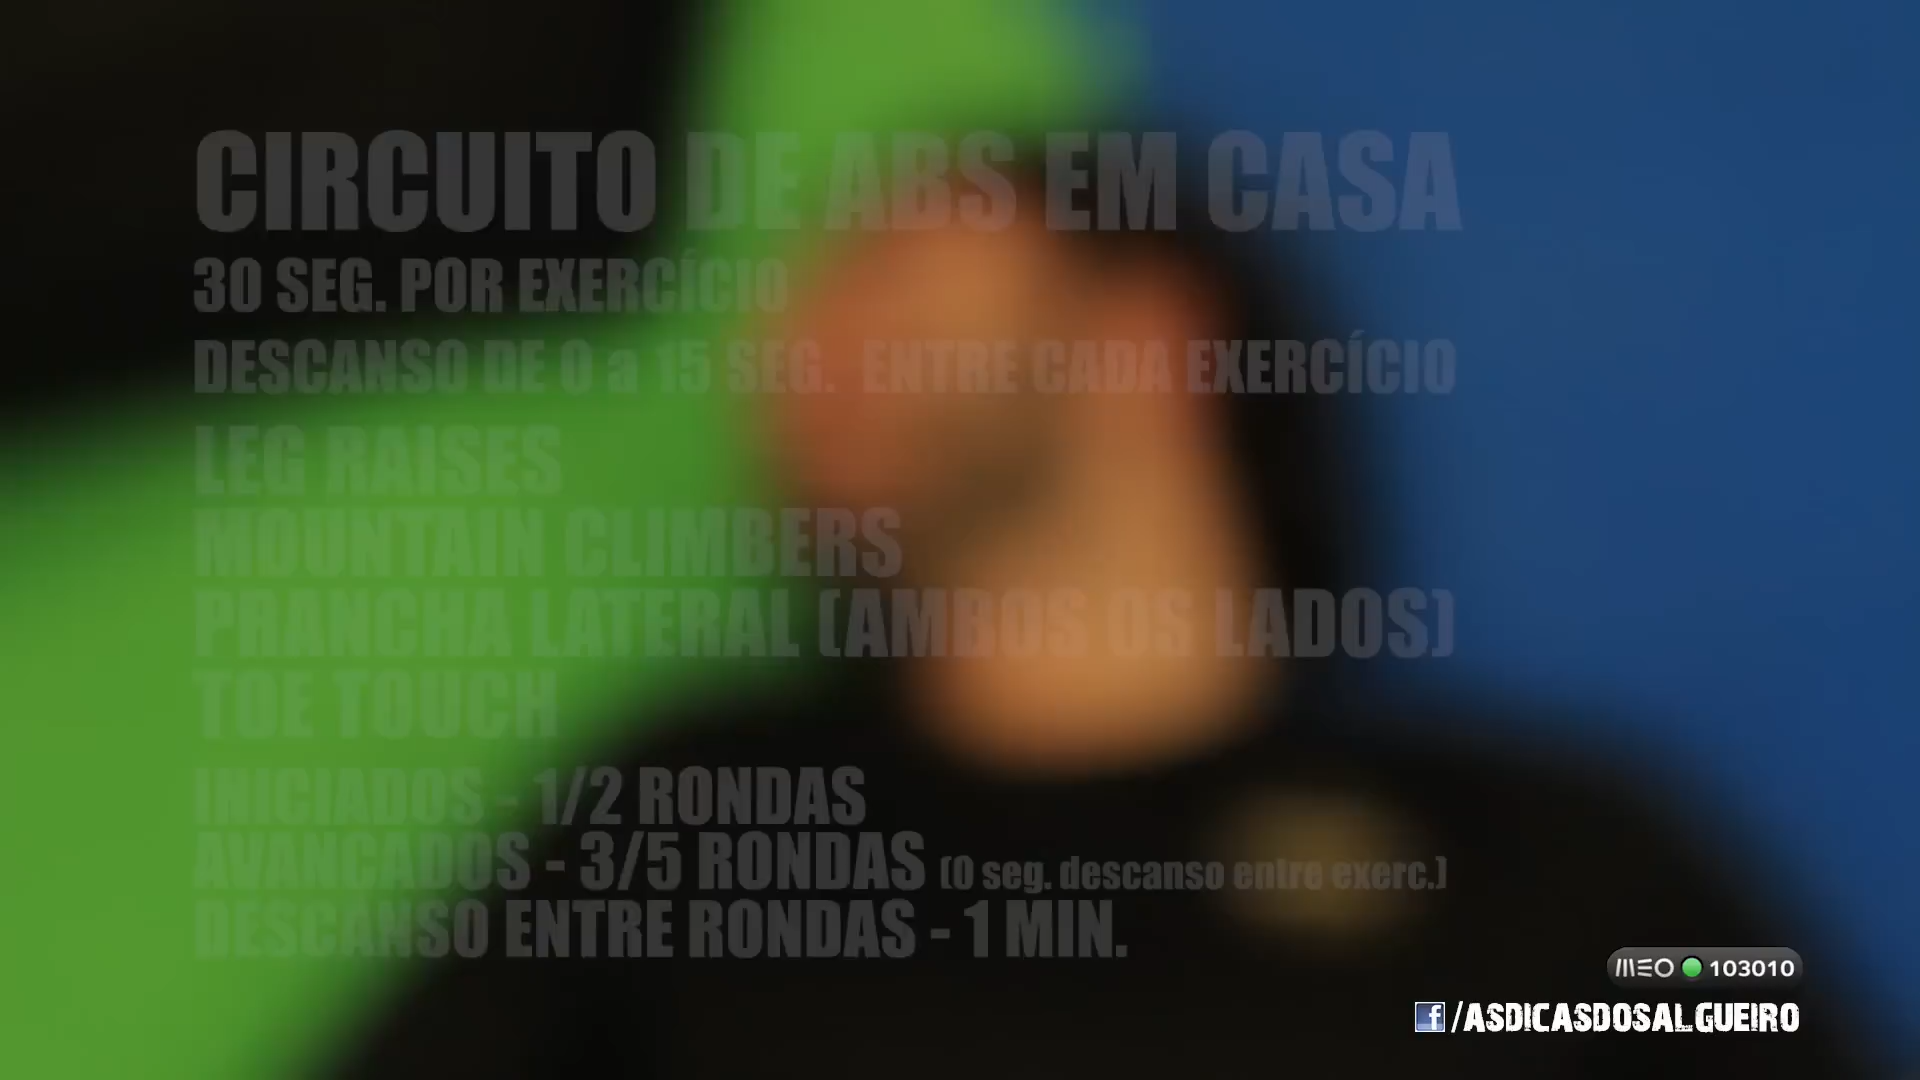 CIRCUITO DE ABS EM CASA
30 SEG. POR EXERCÍCIO
DESCANSO DE 0 a 15 SEG. ENTRE CADA EXERCÍCIO
LEG RAISES
MOUNTAIN CLIMBERS
PRANCHA LATERAL (AMBOS OS LADOS)
TOE TOUCH
INICIADOS - 1/2 RONDAS
AVANCADOS - 3/5 RONDAS (0 seg. descanso entre exerc.)
DESCANSO ENTRE RONDAS - 1 MIN.
MEO 103010
f /ASDICASDOSALGUEIRO